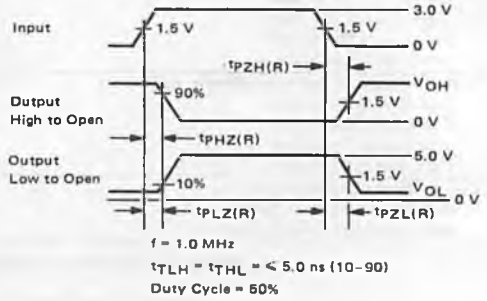 3.0 V
Input
1.5 V
1.5 V
0 V
tPZH(R)
VOH
Output
High to Open
90%
1.5 V
0 V
tPHZ(R)
Output
Low to Open
5.0 V
10%
1.5 V
VOL
0 V
tPLZ(R)
tPZL(R)
f = 1.0 MHz
tTLH = tTHL = ≤ 5.0 ns (10-90)
Duty Cycle = 50%